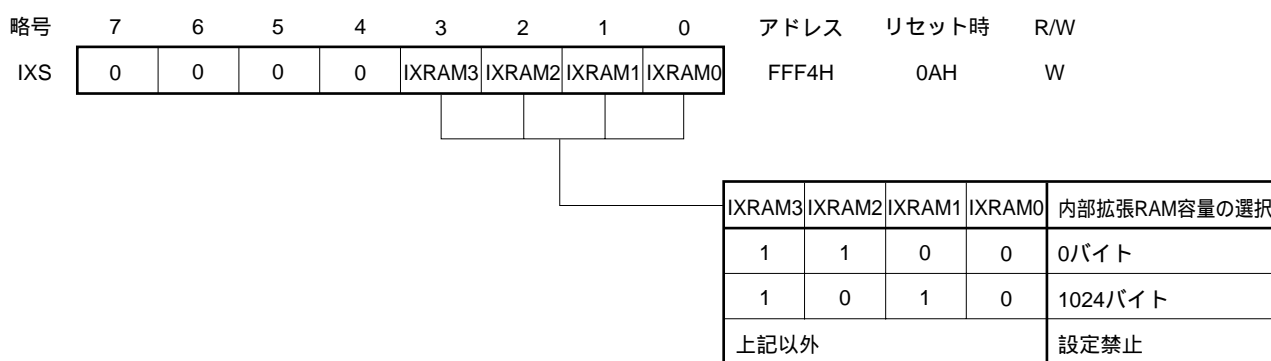 略号 7 6 5 4 3 2 1 0 アドレス リセット時 R/W
IXS 0 0 0 0 IXRAM3 IXRAM2 IXRAM1 IXRAM0 FFF4H 0AH W
IXRAM3 IXRAM2 IXRAM1 IXRAM0 内部拡張RAM容量の選択
1 1 0 0 0バイト
1 0 1 0 1024バイト
上記以外 設定禁止